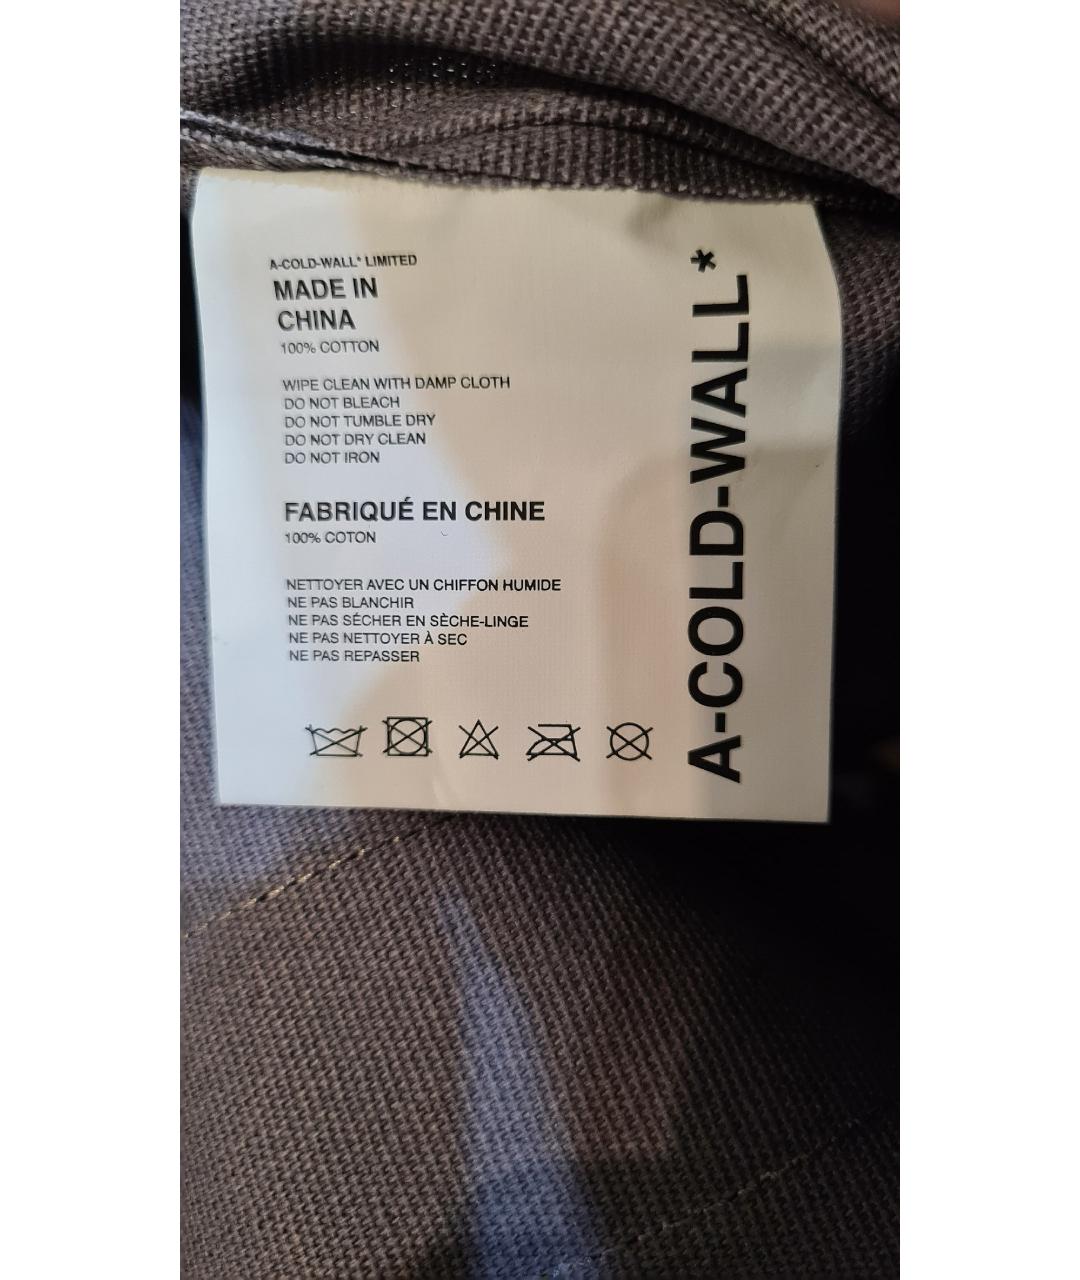 A-COLD-WALL* LIMITED
MADE IN
CHINA
100% COTTON
WIPE CLEAN WITH DAMP CLOTH
DO NOT BLEACH
DO NOT TUMBLE DRY
DO NOT DRY CLEAN
DO NOT IRON
FABRIQUÉ EN CHINE
100% COTON
NETTOYER AVEC UN CHIFFON HUMIDE
NE PAS BLANCHIR
NE PAS SÉCHER EN SÈCHE-LINGE
NE PAS NETTOYER À SEC
NE PAS REPASSER
A-COLD-WALL*